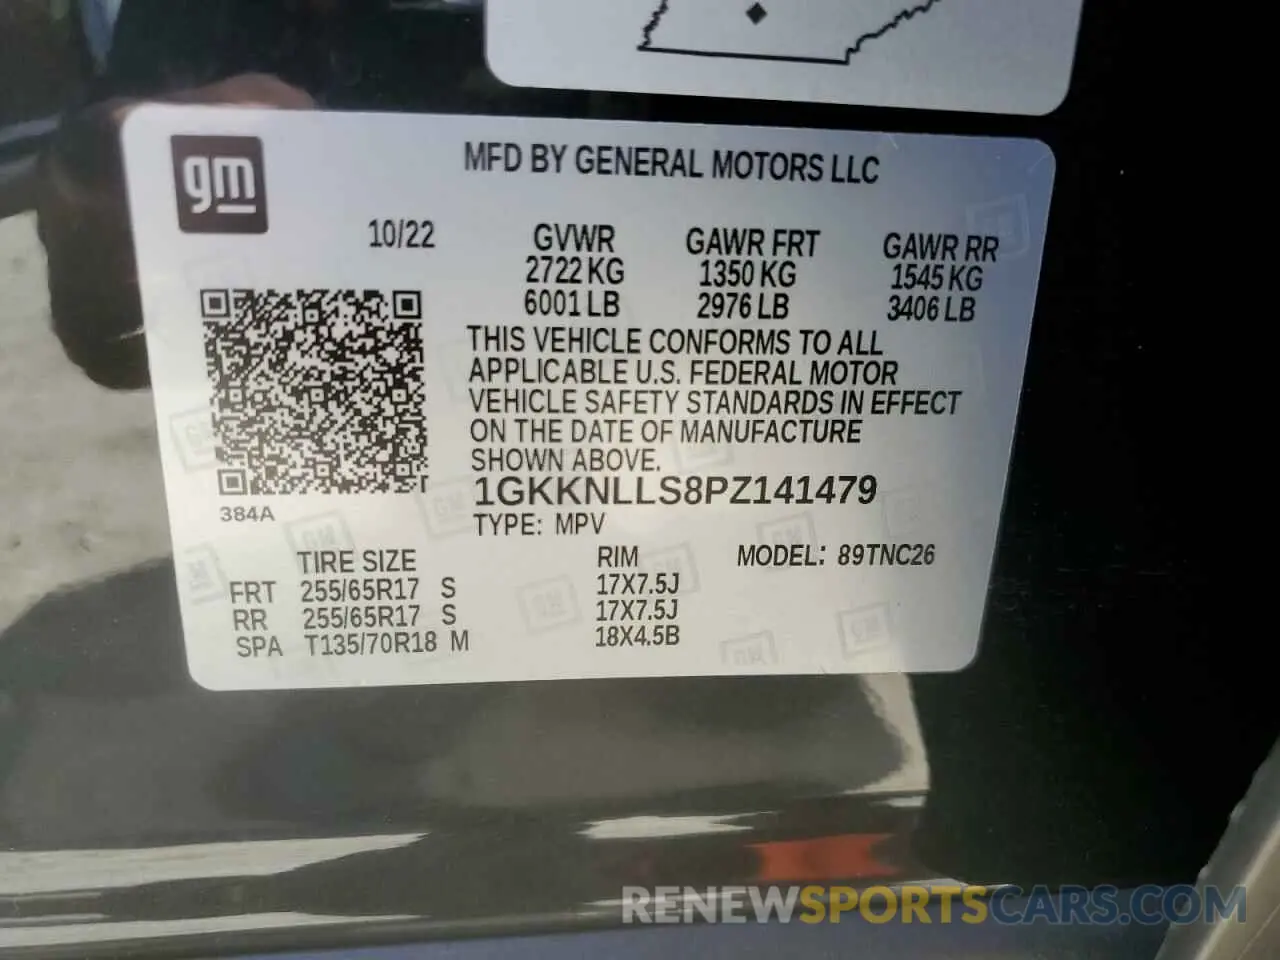 gm
MFD BY GENERAL MOTORS LLC
10/22 GVWR GAWR FRT GAWR RR
2722 KG 1350 KG 1545 KG
6001 LB 2976 LB 3406 LB
THIS VEHICLE CONFORMS TO ALL
APPLICABLE U.S. FEDERAL MOTOR
VEHICLE SAFETY STANDARDS IN EFFECT
ON THE DATE OF MANUFACTURE
SHOWN ABOVE.
1GKKNLLS8PZ141479
384A
TYPE: MPV
TIRE SIZE RIM MODEL: 89TNC26
FRT 255/65R17 S 17X7.5J
RR 255/65R17 S 17X7.5J
SPA T135/70R18 M 18X4.5B
RENEWSPORTSCARS.COM